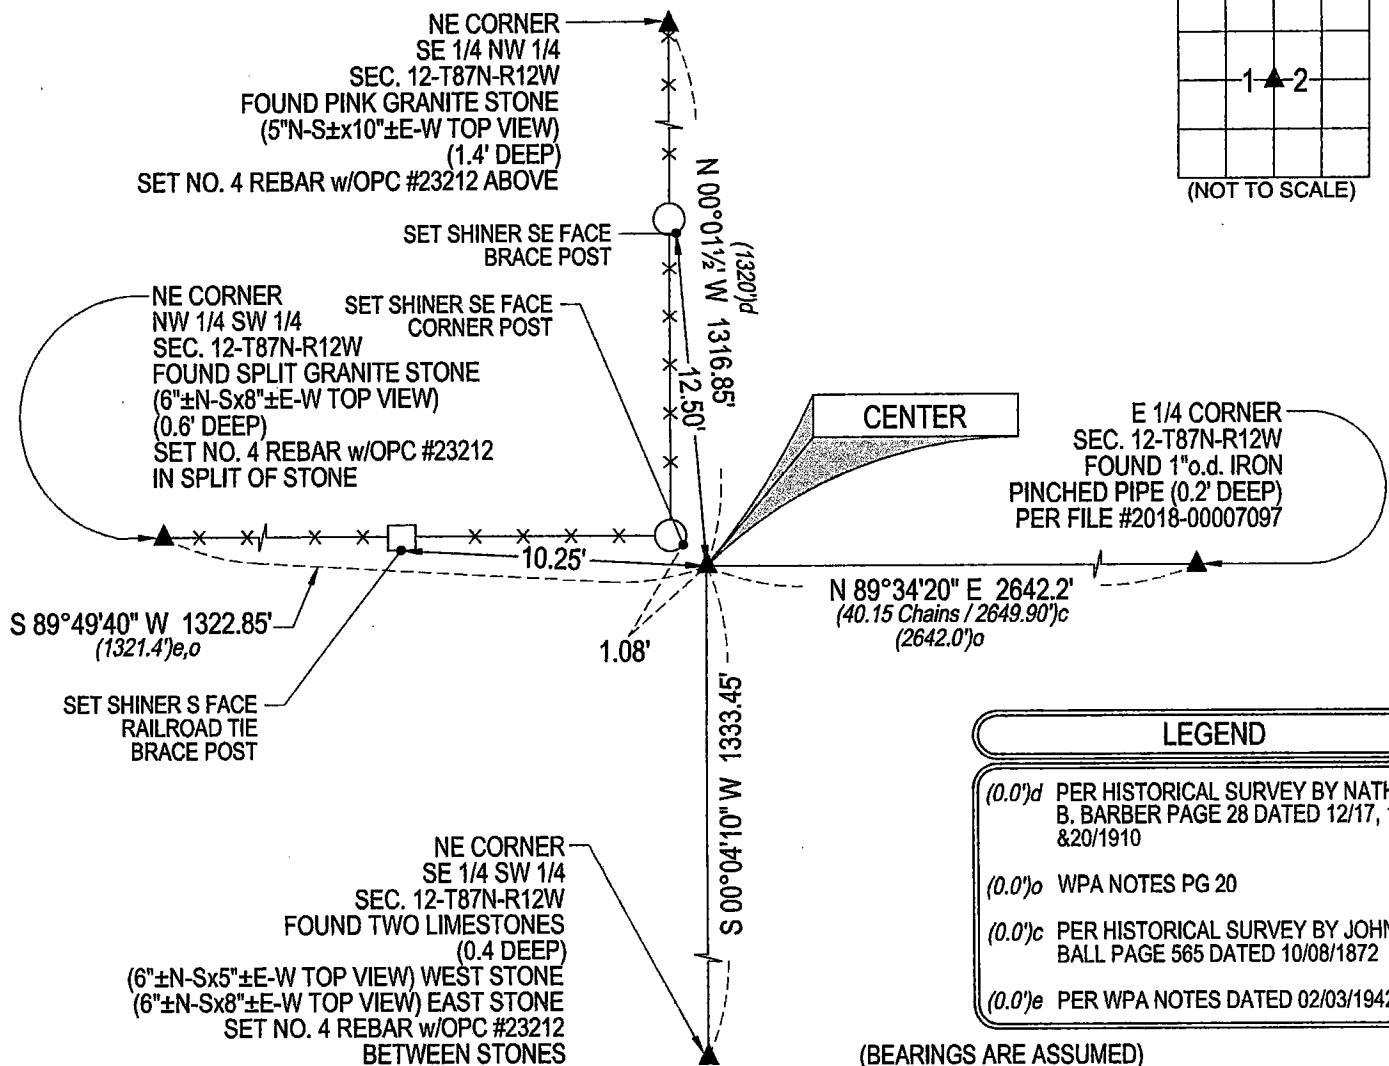 NE CORNER
SE 1/4 NW 1/4
SEC. 12-T87N-R12W
FOUND PINK GRANITE STONE
(5"N-S±x10"±E-W TOP VIEW)
(1.4' DEEP)
SET NO. 4 REBAR w/OPC #23212 ABOVE
1 2
(NOT TO SCALE)
SET SHINER SE FACE
BRACE POST
N 00°01½' W 1316.85'
(1320')d
12.50'
NE CORNER
NW 1/4 SW 1/4
SEC. 12-T87N-R12W
FOUND SPLIT GRANITE STONE
(6"±N-Sx8"±E-W TOP VIEW)
(0.6' DEEP)
SET NO. 4 REBAR w/OPC #23212
IN SPLIT OF STONE
SET SHINER SE FACE
CORNER POST
CENTER
E 1/4 CORNER
SEC. 12-T87N-R12W
FOUND 1"o.d. IRON
PINCHED PIPE (0.2' DEEP)
PER FILE #2018-00007097
10.25'
S 89°49'40" W 1322.85'
(1321.4')e,o
1.08'
N 89°34'20" E 2642.2'
(40.15 Chains / 2649.90')c
(2642.0')o
SET SHINER S FACE
RAILROAD TIE
BRACE POST
S 00°04'10" W 1333.45'
NE CORNER
SE 1/4 SW 1/4
SEC. 12-T87N-R12W
FOUND TWO LIMESTONES
(0.4 DEEP)
(6"±N-Sx5"±E-W TOP VIEW) WEST STONE
(6"±N-Sx8"±E-W TOP VIEW) EAST STONE
SET NO. 4 REBAR w/OPC #23212
BETWEEN STONES
LEGEND
(0.0')d PER HISTORICAL SURVEY BY NATH
B. BARBER PAGE 28 DATED 12/17,
&20/1910
(0.0')o WPA NOTES PG 20
(0.0')c PER HISTORICAL SURVEY BY JOHN
BALL PAGE 565 DATED 10/08/1872
(0.0')e PER WPA NOTES DATED 02/03/1942
(BEARINGS ARE ASSUMED)